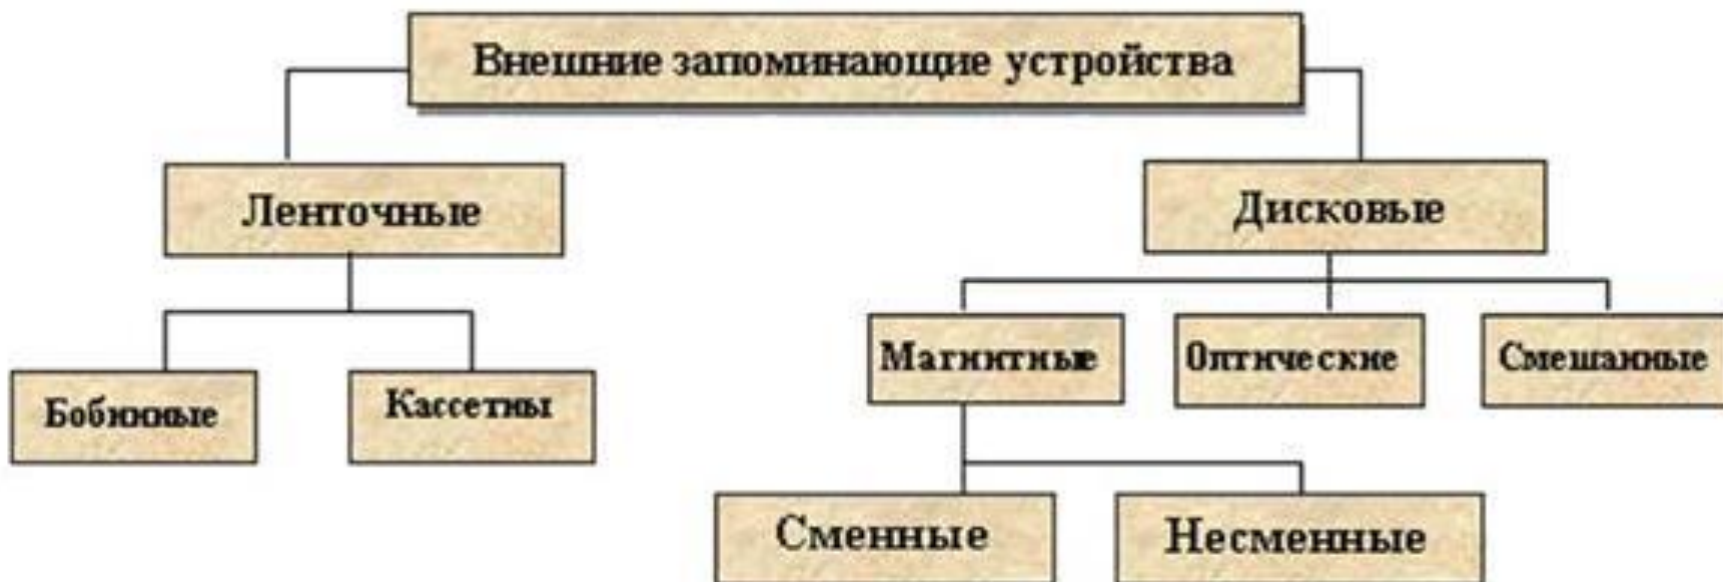 Внешние запоминающие устройства
Ленточные
Дисковые
Магнитные
Оптические
Смешанные
Бобинные
Кассетны
Сменные
Несменные